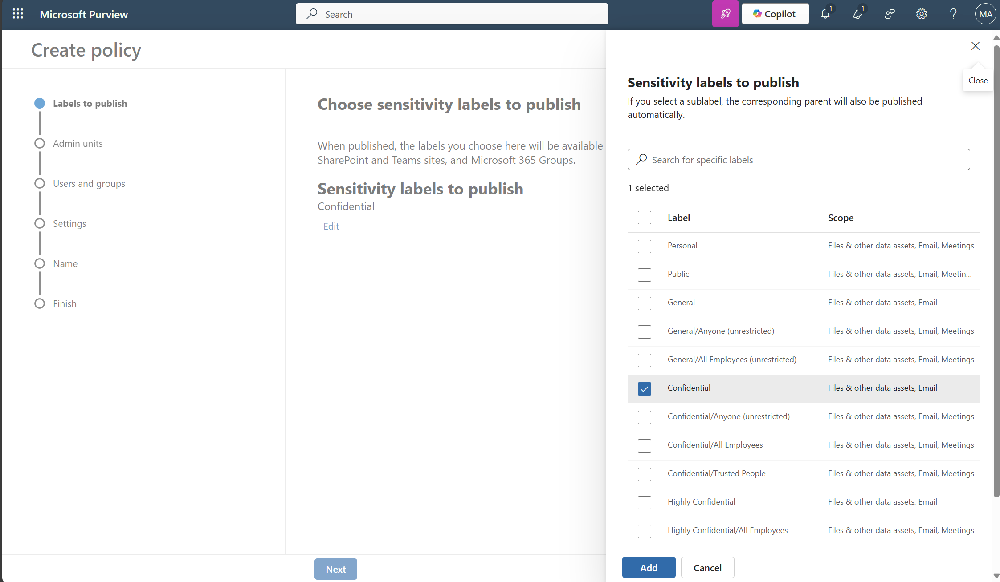 Microsoft Purview
Search
Copilot
1
1
MA
Create policy
Labels to publish
Admin units
Users and groups
Settings
Name
Finish
Choose sensitivity labels to publish
When published, the labels you choose here will be available
SharePoint and Teams sites, and Microsoft 365 Groups.
Sensitivity labels to publish
Confidential
Edit
Next
Close
Sensitivity labels to publish
If you select a sublabel, the corresponding parent will also be published
automatically.
Search for specific labels
1 selected
Label Scope
Personal Files & other data assets, Email, Meetings
Public Files & other data assets, Email, Meetin...
General Files & other data assets, Email
General/Anyone (unrestricted) Files & other data assets, Email, Meetings
General/All Employees (unrestricted) Files & other data assets, Email, Meetings
Confidential Files & other data assets, Email
Confidential/Anyone (unrestricted) Files & other data assets, Email, Meetings
Confidential/All Employees Files & other data assets, Email, Meetings
Confidential/Trusted People Files & other data assets, Email, Meetings
Highly Confidential Files & other data assets, Email
Highly Confidential/All Employees Files & other data assets, Email, Meetings
Add Cancel